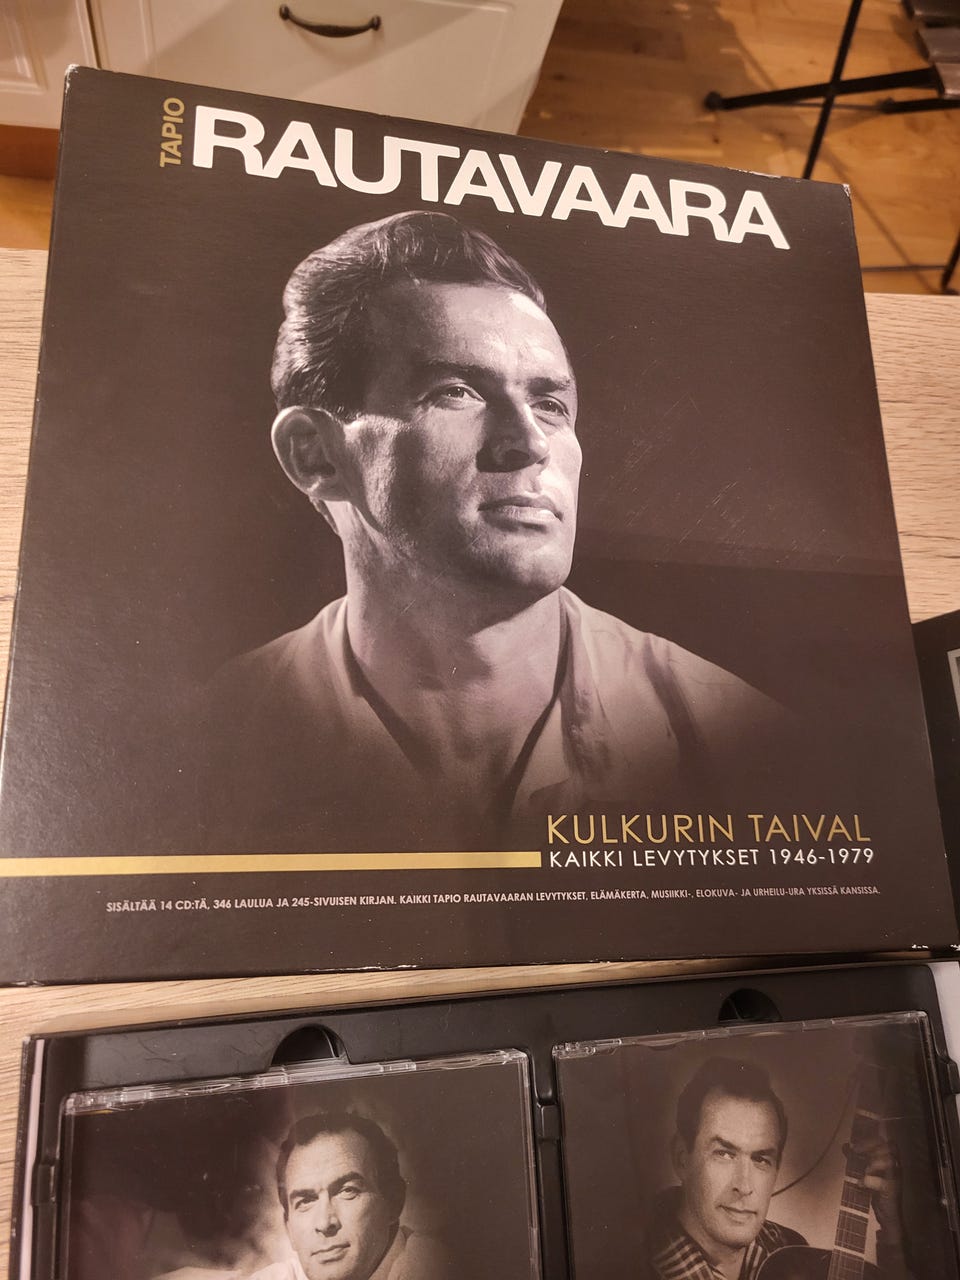 TAPIO
RAUTAVAARA
KULKURIN TAIVAL
KAIKKI LEVYTYKSET 1946-1979
SISÄLTÄÄ 14 CD:TÄ, 346 LAULUA JA 245-SIVUISEN KIRJAN. KAIKKI TAPIO RAUTAVAARAN LEVYTYKSET, ELÄMÄKERTA, MUSIIKKI-, ELOKUVA- JA URHEILU-URA YKSISSÄ KANSISSA.